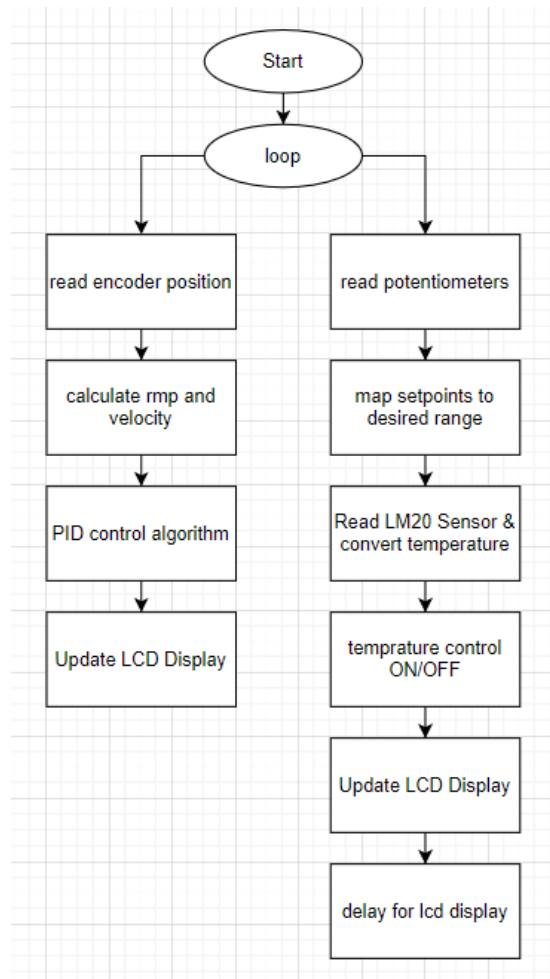 Start
loop
read encoder position
calculate rmp and
velocity
PID control algorithm
Update LCD Display
read potentiometers
map setpoints to
desired range
Read LM20 Sensor &
convert temperature
temprature control
ON/OFF
Update LCD Display
delay for lcd display